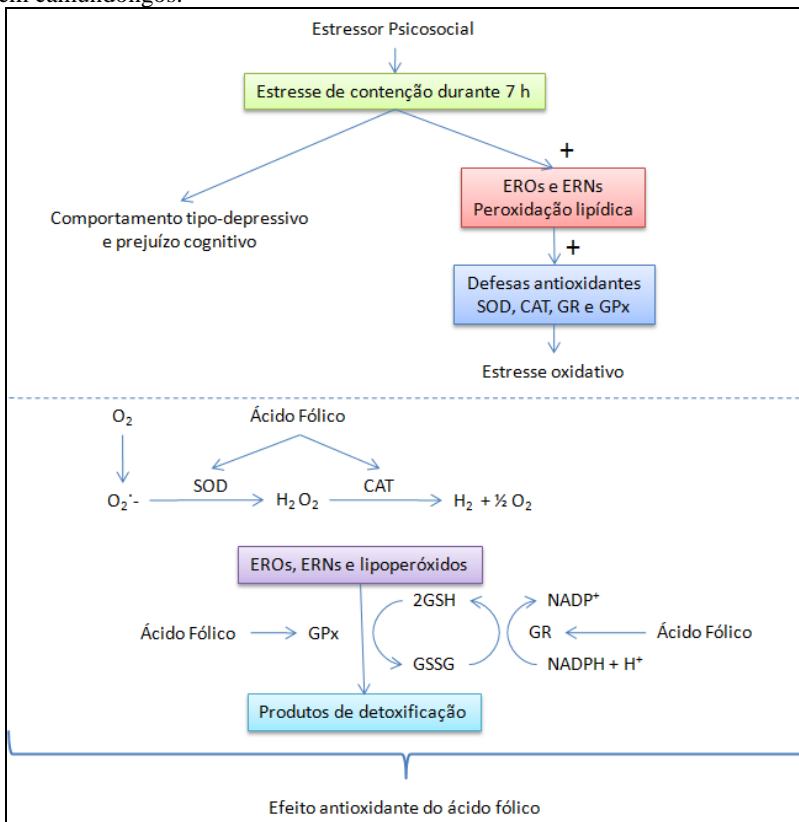 em camundongos.
Estressor Psicosocial
Estresse de contenção durante 7 h
+
EROs e ERNs
Peroxidação lipídica
Comportamento tipo-depressivo
e prejuízo cognitivo
+
Defesas antioxidantes
SOD, CAT, GR e GPx
Estresse oxidativo
O₂ Ácido Fólico
SOD CAT
O₂˙- H₂O₂ H₂ + ½ O₂
EROs, ERNs e lipoperóxidos
2GSH NADP⁺
Ácido Fólico GPx GR Ácido Fólico
GSSG NADPH + H⁺
Produtos de detoxificação
Efeito antioxidante do ácido fólico